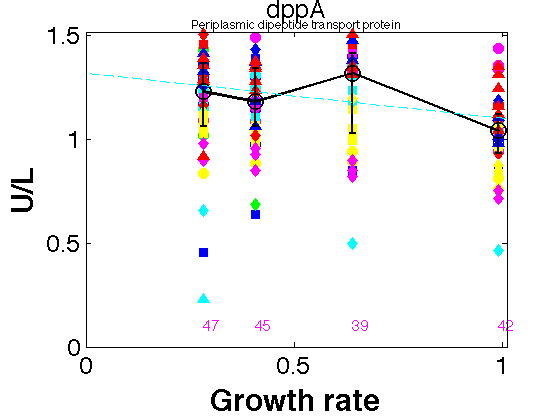 dppA
Periplasmic dipeptide transport protein
1.5
1
0.5
0
U/L
47
45
39
42
0
0.5
1
Growth rate